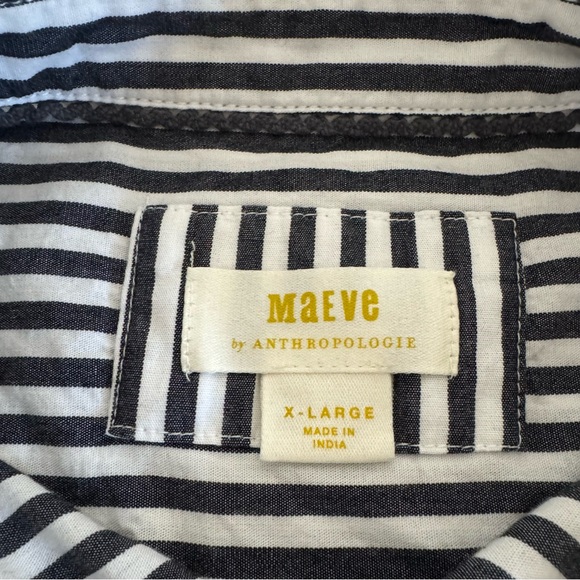 MaEVe
by ANTHROPOLOGIE
X-LARGE
MADE IN
INDIA